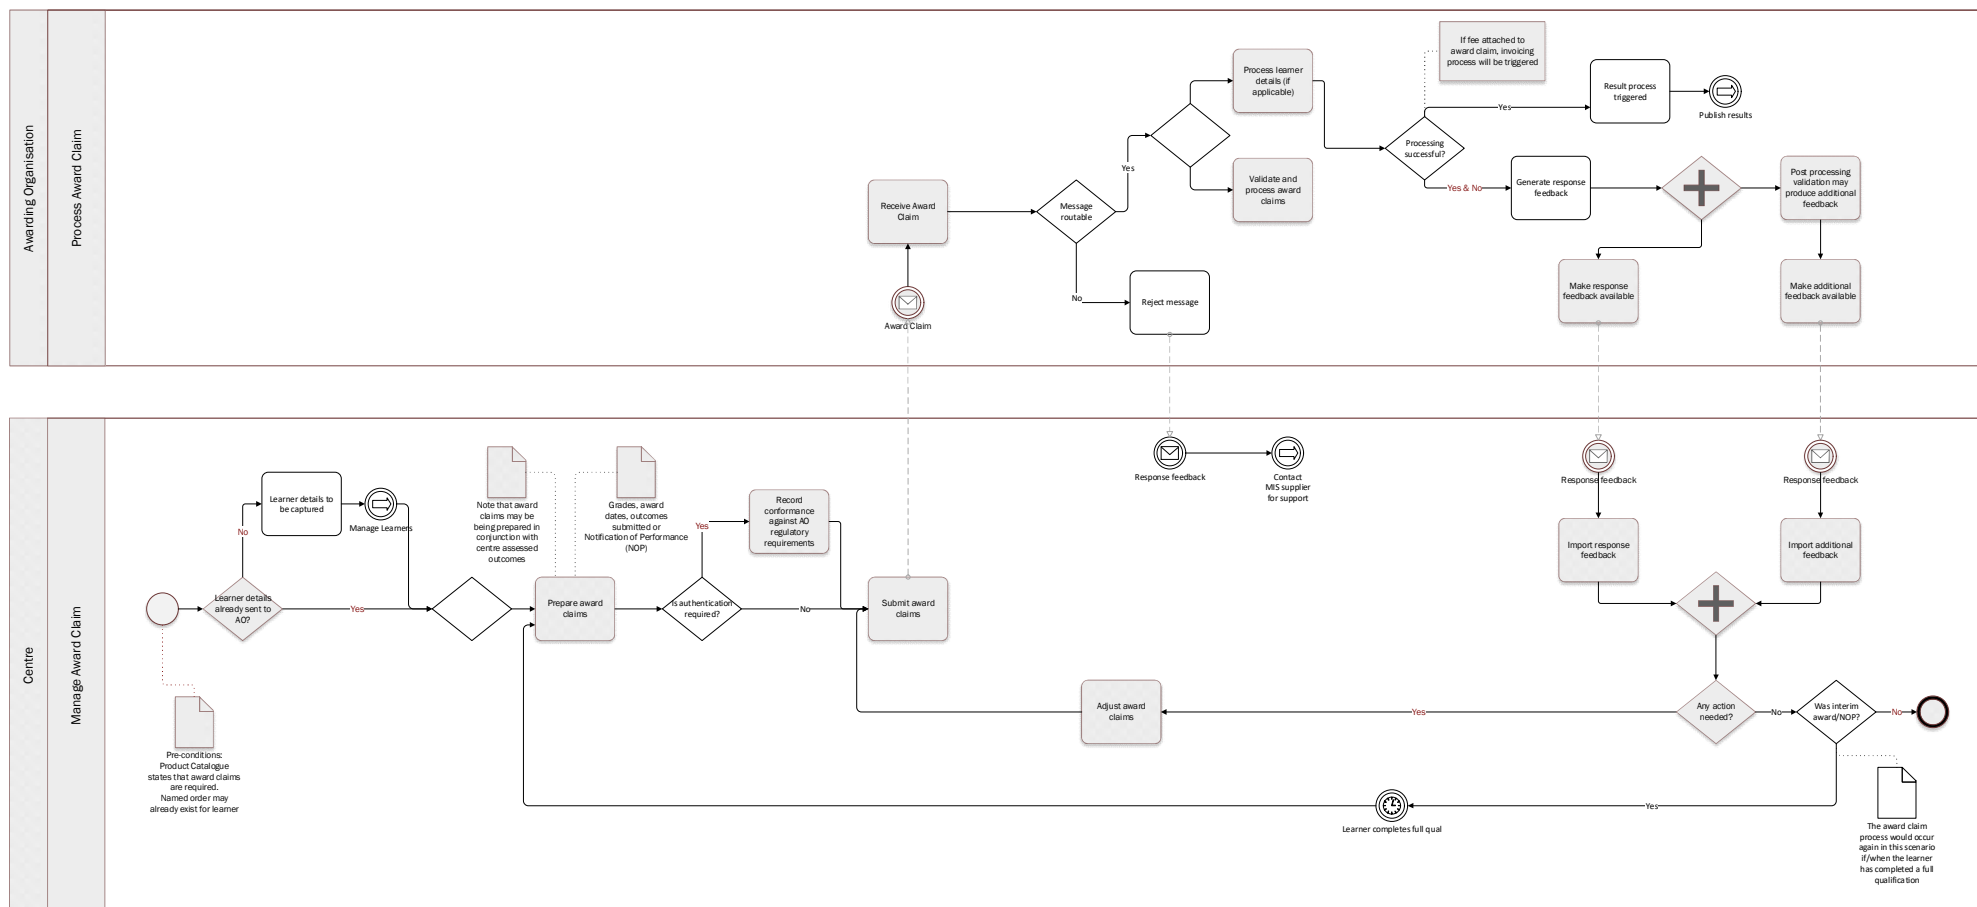 Awarding Organisation
Process Award Claim
If fee attached to
award claim, invoicing
process will be triggered
Process learner
details (if
applicable)
Result process
triggered
Publish results
Yes
Processing
successful?
Yes
Yes & No
Validate and
process award
claims
Generate response
feedback
Post processing
validation may
produce additional
feedback
Receive Award
Claim
Message
routable
No
Reject message
Make response
feedback available
Make additional
feedback available
Award Claim
Centre
Manage Award Claim
Response feedback
Contact
MIS supplier
for support
Response feedback
Response feedback
Learner details to
be captured
Manage Learners
No
Note that award
claims may be
being prepared in
conjunction with
centre assessed
outcomes
Grades, award
dates, outcomes
submitted or
Notification of Performance
(NOP)
Record
conformance
against AO
regulatory
requirements
Yes
Import response
feedback
Import additional
feedback
Learner details
already sent to
AO?
Yes
Prepare award
claims
Is authentication
required?
No
Submit award
claims
Adjust award
claims
Yes
Any action
needed?
No
Was interim
award/NOP?
No
Pre-conditions:
Product Catalogue
states that award claims
are required.
Named order may
already exist for learner
Learner completes full qual
Yes
The award claim
process would occur
again in this scenario
if/when the learner
has completed a full
qualification